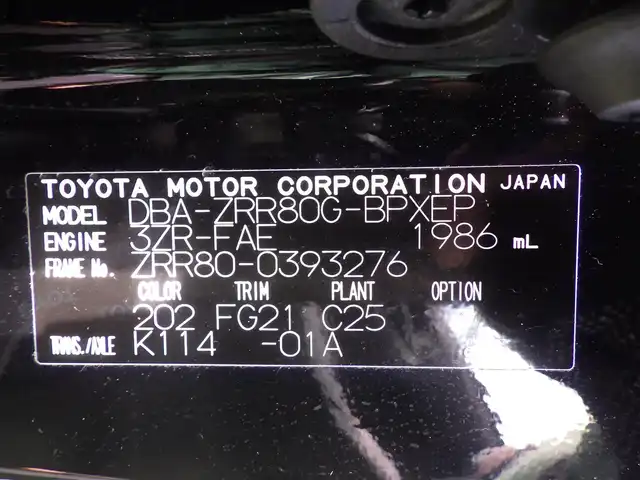 TOYOTA MOTOR CORPORATION JAPAN
MODEL DBA-ZRR80G-BPXEP
ENGINE 3ZR-FAE 1986 mL
FRAME No. ZRR80-0393276
COLOR TRIM PLANT OPTION
202 FG21 C25
TRANS./AXLE K114 -01A